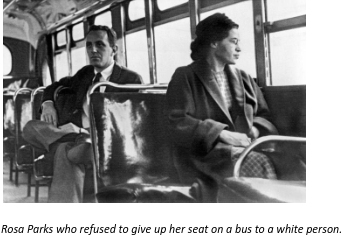 Rosa Parks who refused to give up her seat on a bus to a white person.